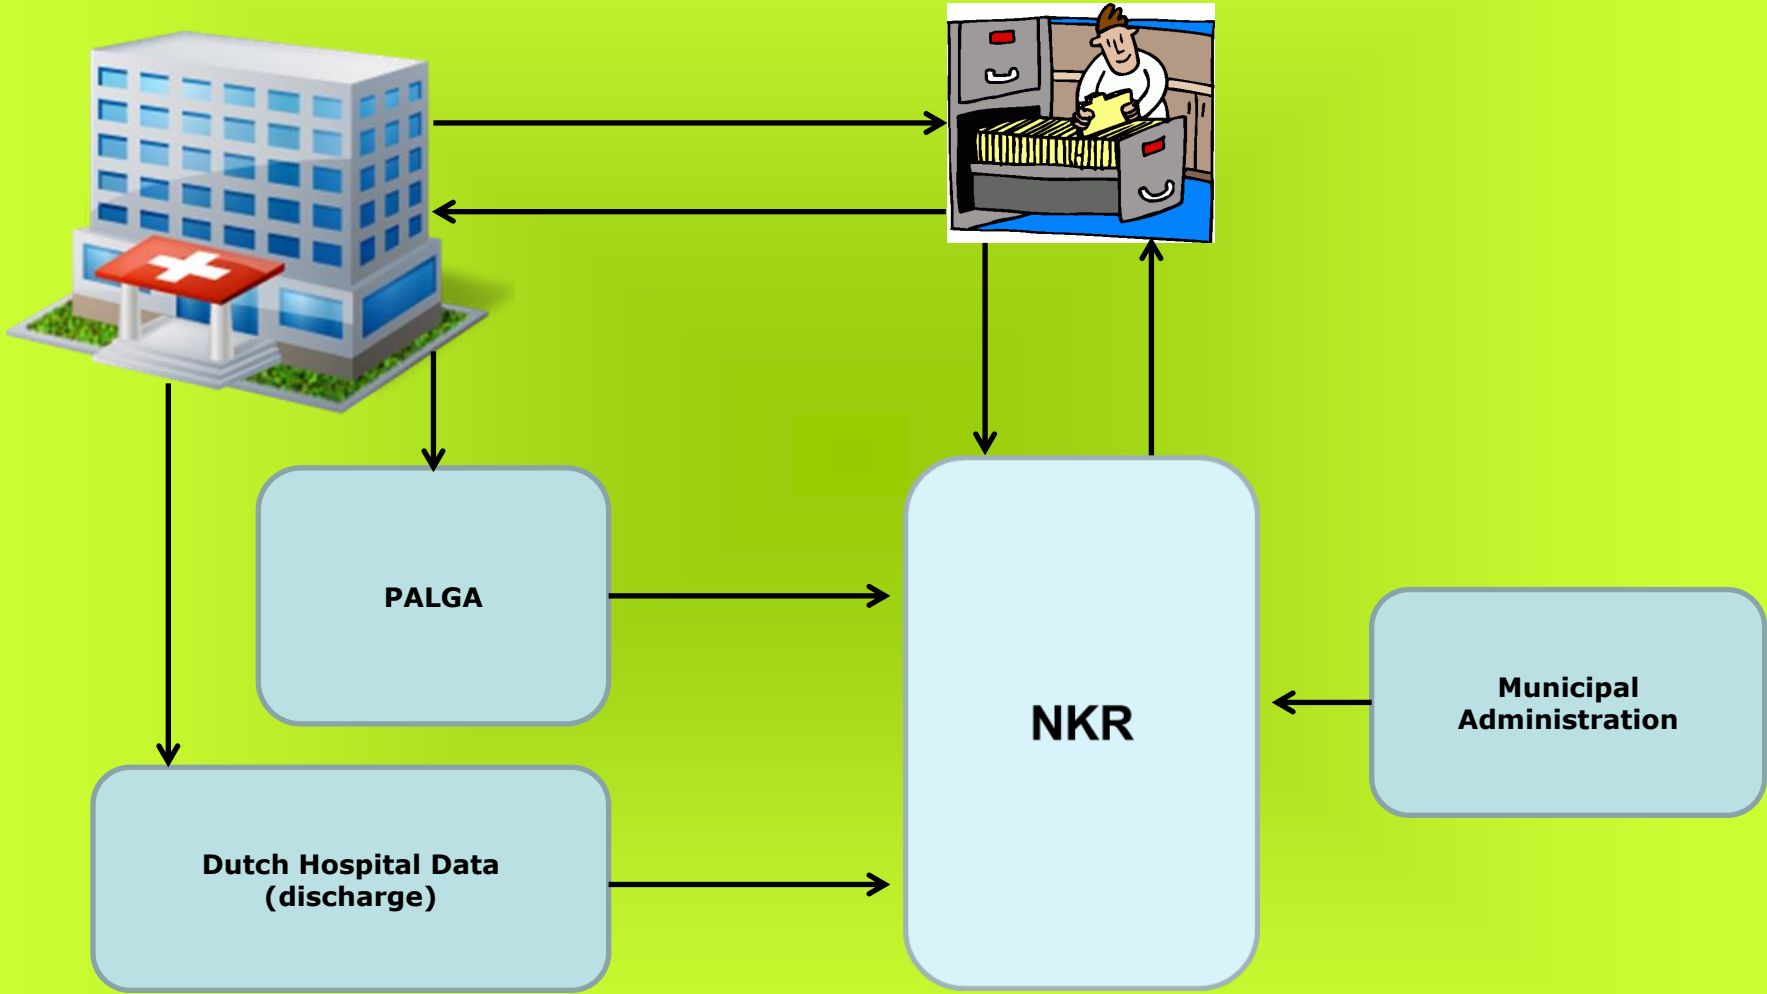 PALGA
NKR
Municipal
Administration
Dutch Hospital Data
(discharge)